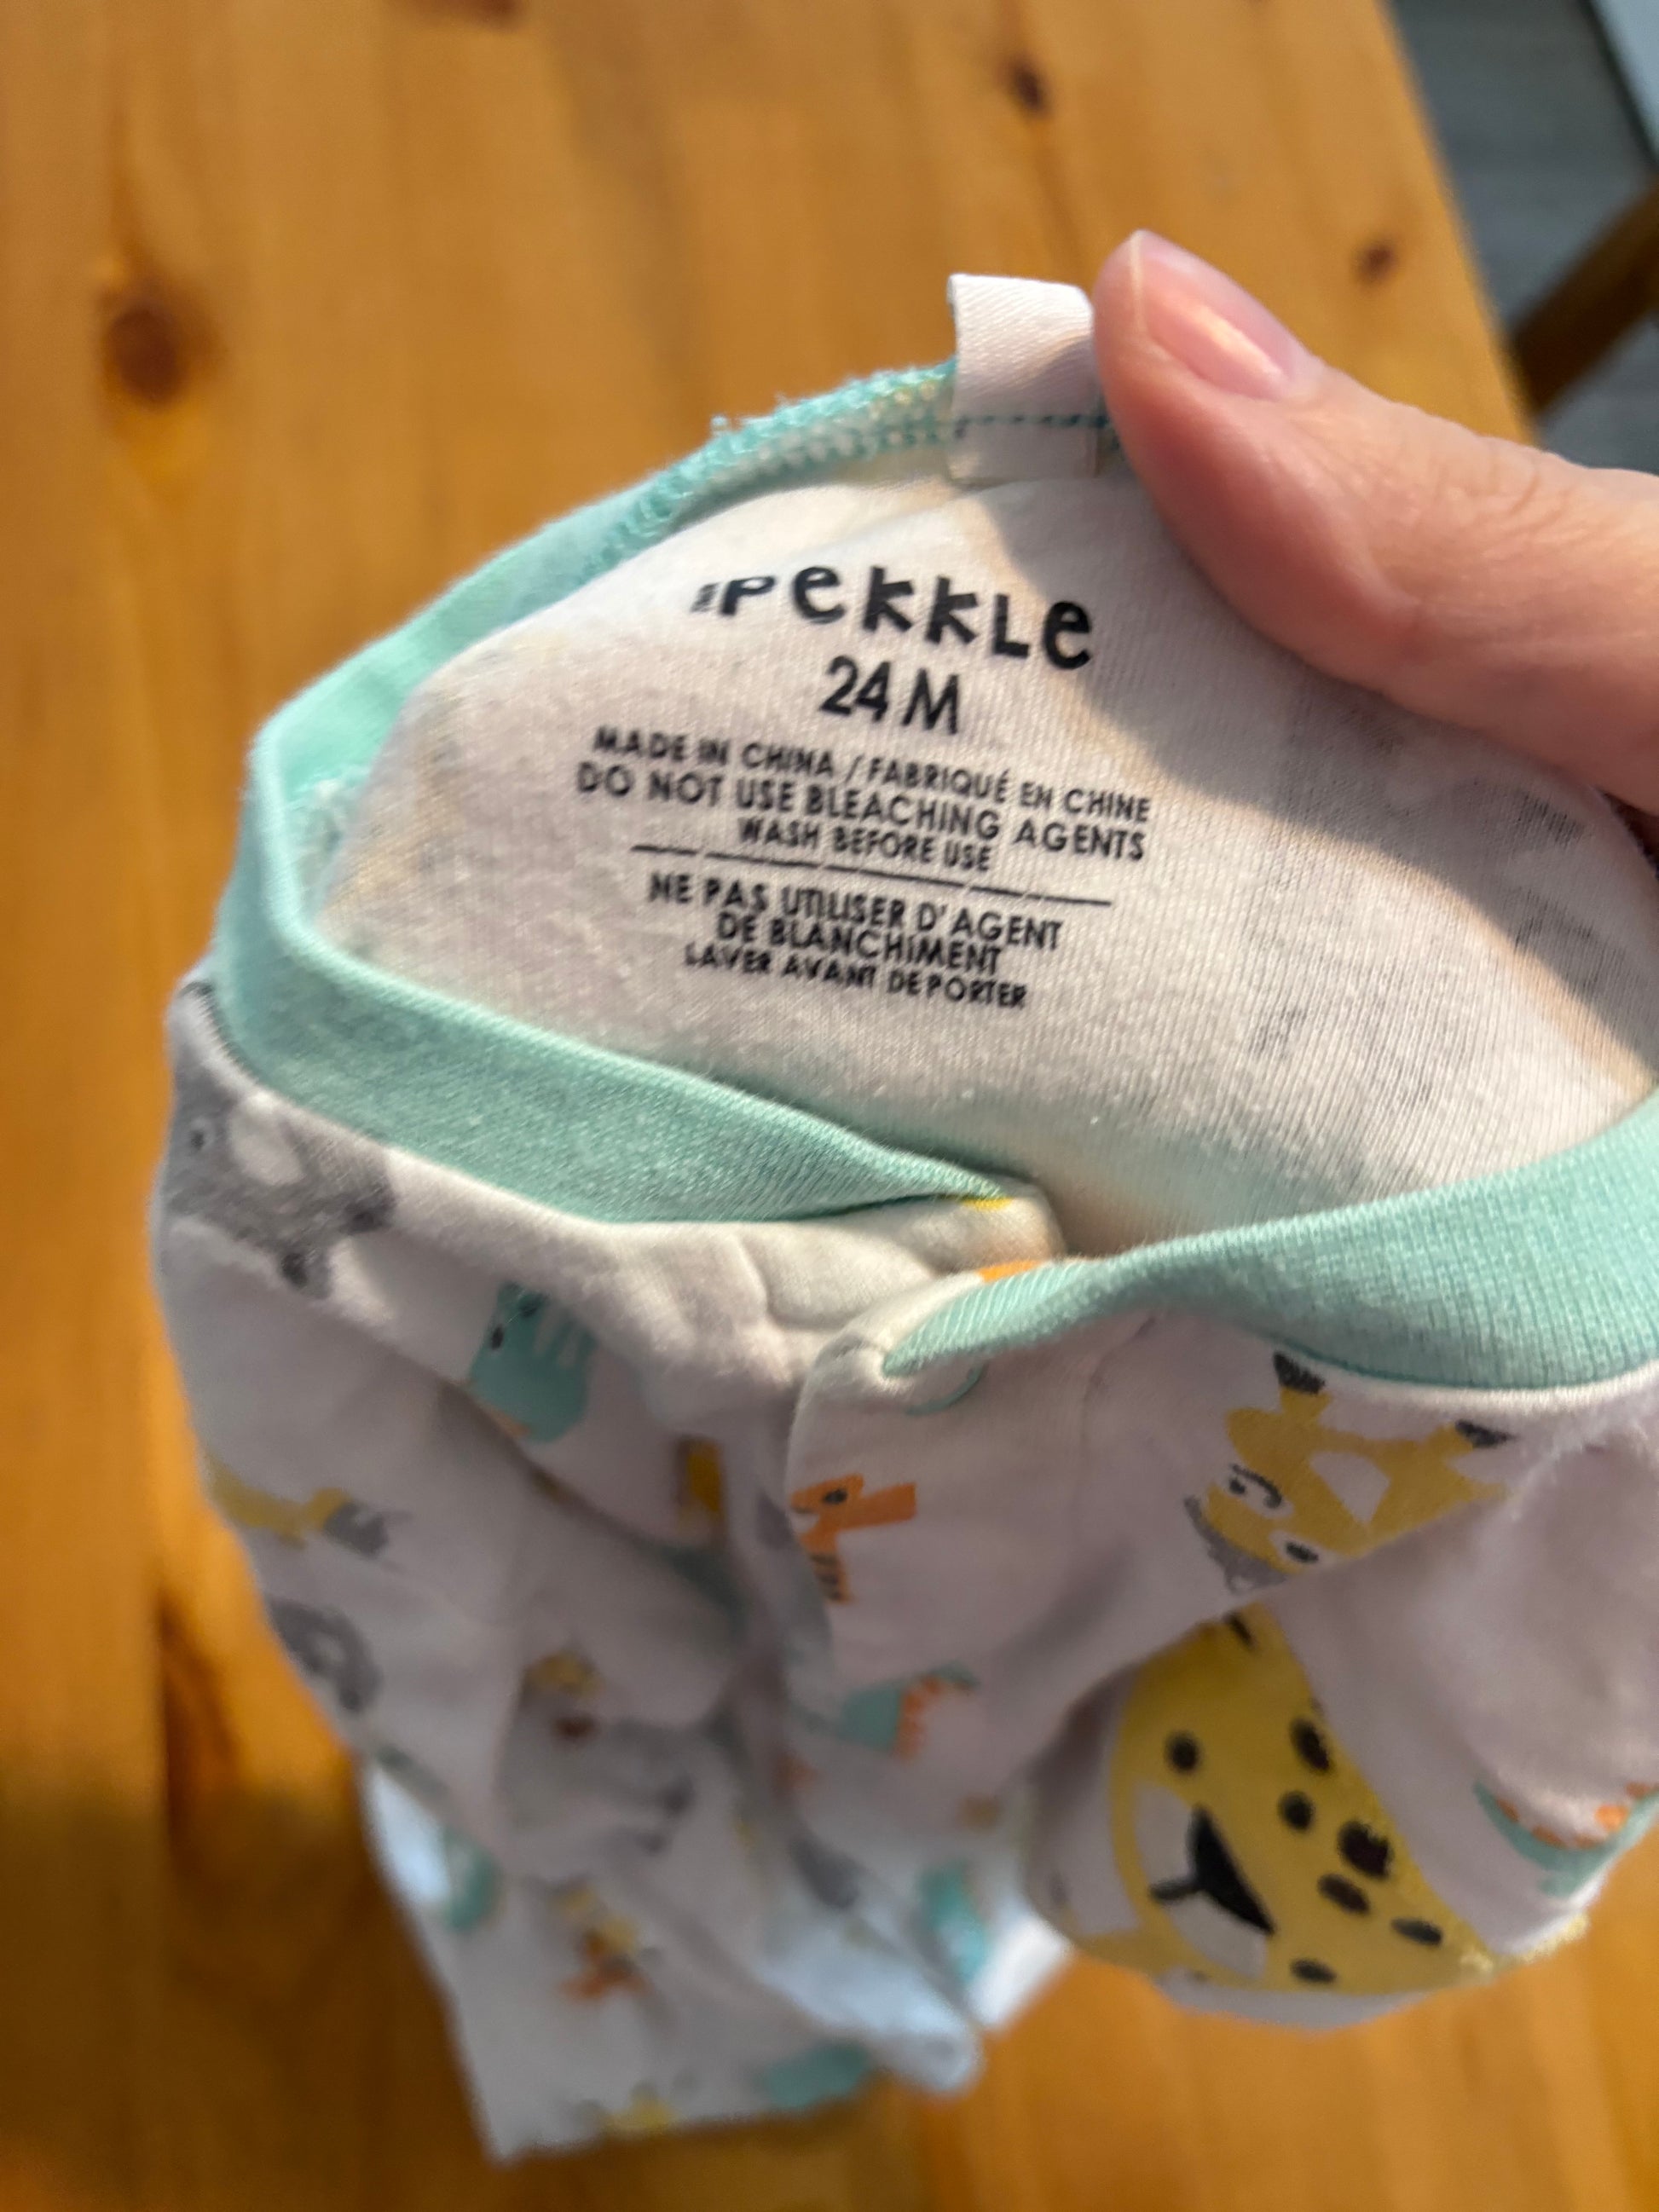 Pekkle
24 M
MADE IN CHINA / FABRIQUÉ EN CHINE
DO NOT USE BLEACHING AGENTS
WASH BEFORE USE
NE PAS UTILISER D'AGENT
DE BLANCHIMENT
LAVER AVANT DE PORTER